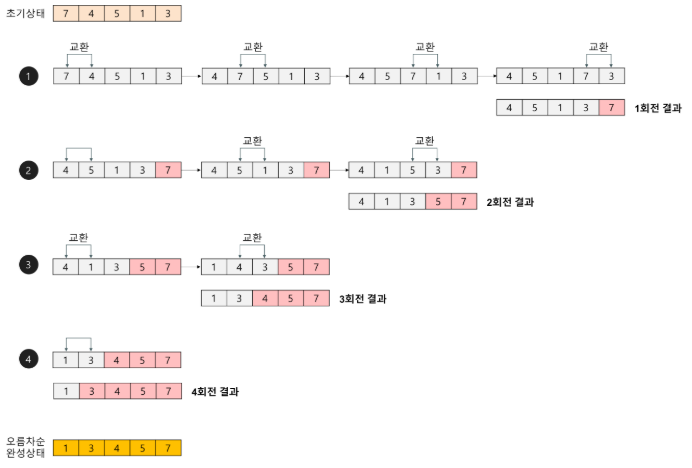 초기상태 7 4 5 1 3
교환 교환 교환 교환
1 7 4 5 1 3 4 7 5 1 3 4 5 7 1 3 4 5 1 7 3
4 5 1 3 7 1회전 결과
교환 교환
2 4 5 1 3 7 4 5 1 3 7 4 1 5 3 7
4 1 3 5 7 2회전 결과
교환 교환
3 4 1 3 5 7 1 4 3 5 7
1 3 4 5 7 3회전 결과
4 1 3 4 5 7
1 3 4 5 7 4회전 결과
오름차순
완성상태 1 3 4 5 7